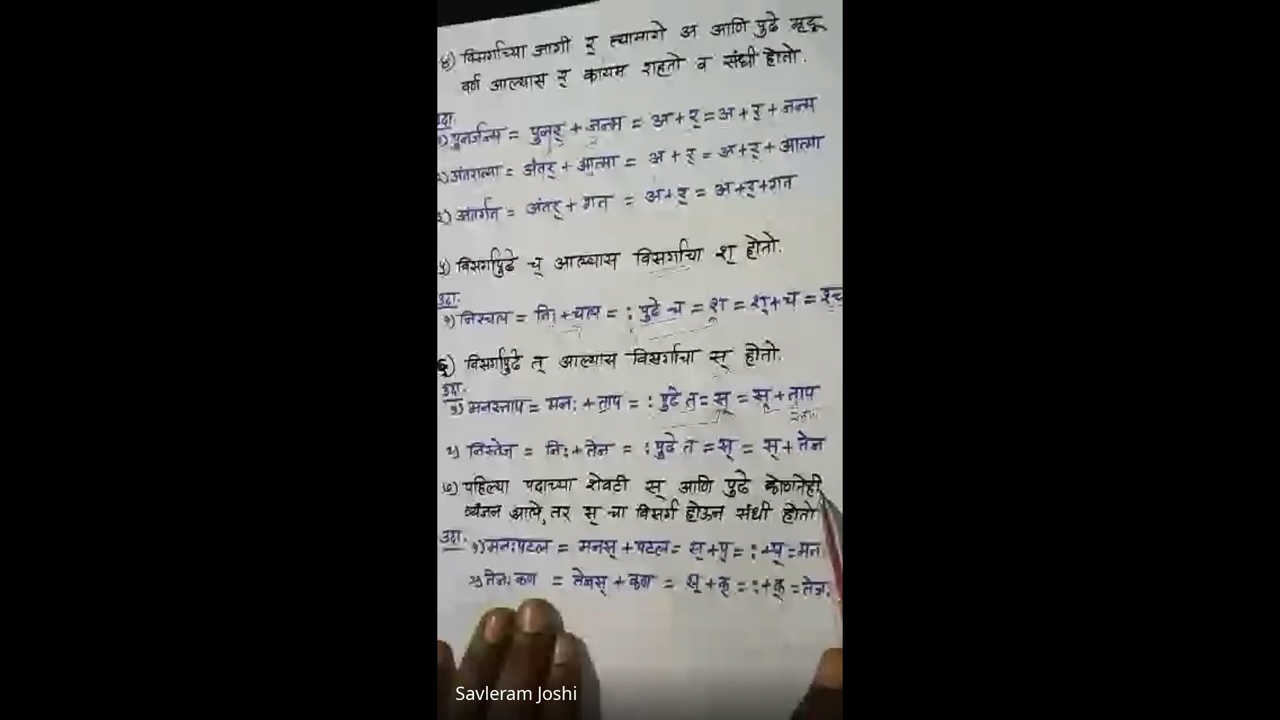 ४) विसर्गाच्या जागी र् त्यामागे अ आणि पुढे मृदू
वर्ण आल्यास र् कायम राहतो व संधी होतो.
उदा.
१) पुनर्जन्म = पुनर् + जन्म = अ + र् = अ + र् + जन्म
२) अंतरात्मा = अंतर् + आत्मा = अ + र् = अ + र् + आत्मा
३) अंतर्गत = अंतर् + गत = अ + र् = अ + र् + गत
५) विसर्गापुढे च् आल्यास विसर्गाचा श् होतो.
उदा.
१) निश्चल = नि: + चल = : पुढे च = श = श् + च = श्च
६) विसर्गापुढे त् आल्यास विसर्गाचा स् होतो.
उदा.
१) मनस्ताप = मन: + ताप = : पुढे त = स् = स् + ताप
२) निस्तेज = नि: + तेज = : पुढे त = स् = स् + तेज
७) पहिल्या पदाच्या शेवटी स् आणि पुढे कोणतेही
व्यंजन आले, तर स् चा विसर्ग होऊन संधी होतो
उदा. १) मन:पटल = मनस् + पटल = स् + प् = : + प् = मन
२) तेज: कण = तेजस् + कण = स् + क् = : + क् = तेज:
Savleram Joshi